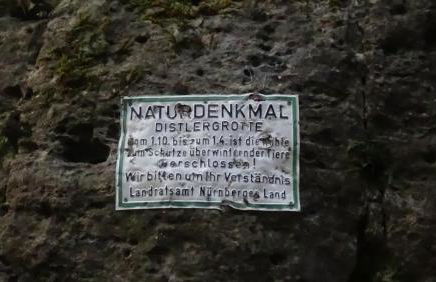 NATURDENKMAL
DISTLERGROTTE
Vom 1.10. bis zum 1.4. ist die Höhle
zum Schutze überwinternder Tiere
verschlossen!
Wir bitten um Ihr Verständnis
Landratsamt Nürnberger Land